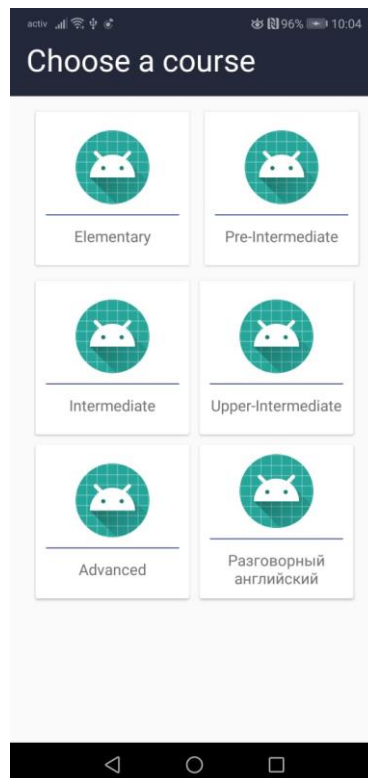 activ 96% 10:04
Choose a course
Elementary Pre-Intermediate
Intermediate Upper-Intermediate
Advanced Разговорный
английский